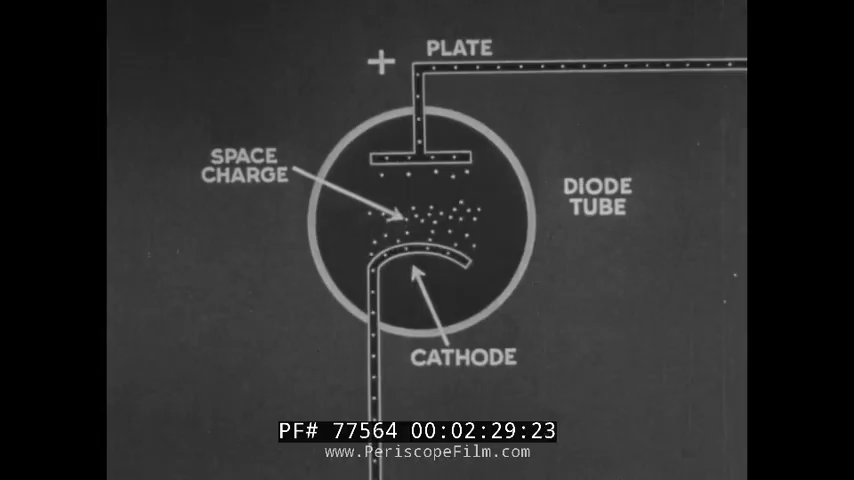 + PLATE
SPACE
CHARGE
DIODE
TUBE
CATHODE
PF# 77564 00:02:29:23
www.PeriscopeFilm.com